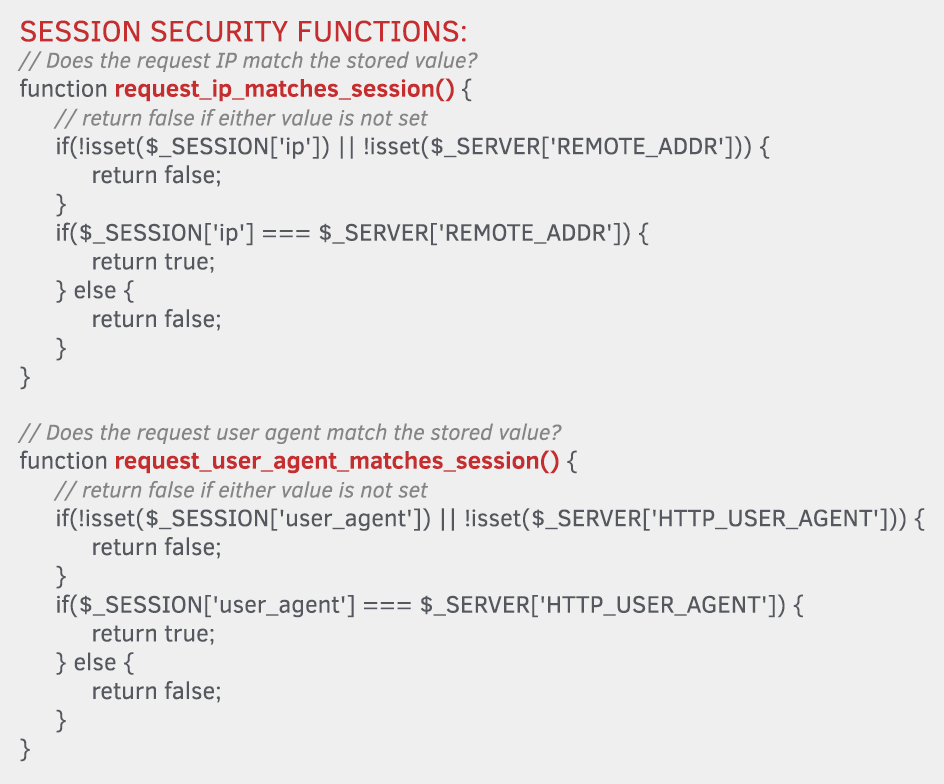 SESSION SECURITY FUNCTIONS:
// Does the request IP match the stored value?
function request_ip_matches_session() {
// return false if either value is not set
if(!isset($_SESSION['ip']) || !isset($_SERVER['REMOTE_ADDR'])) {
return false;
}
if($_SESSION['ip'] === $_SERVER['REMOTE_ADDR']) {
return true;
} else {
return false;
}
}
// Does the request user agent match the stored value?
function request_user_agent_matches_session() {
// return false if either value is not set
if(!isset($_SESSION['user_agent']) || !isset($_SERVER['HTTP_USER_AGENT'])) {
return false;
}
if($_SESSION['user_agent'] === $_SERVER['HTTP_USER_AGENT']) {
return true;
} else {
return false;
}
}